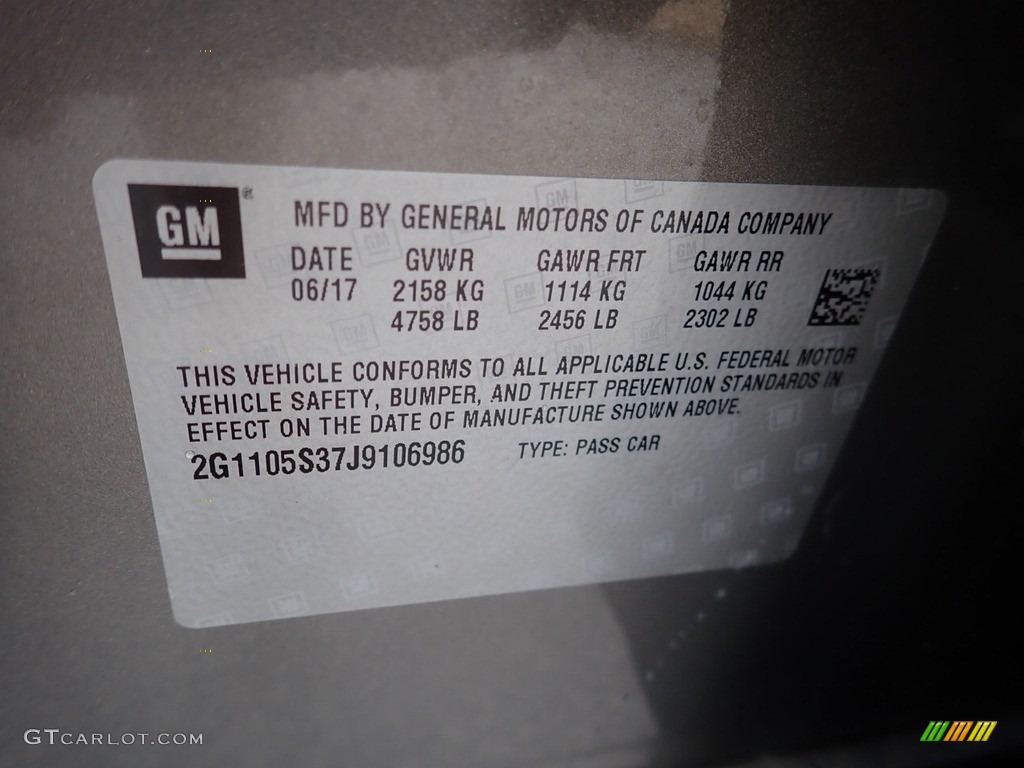 GM ® MFD BY GENERAL MOTORS OF CANADA COMPANY
DATE GVWR GAWR FRT GAWR RR
06/17 2158 KG 1114 KG 1044 KG
4758 LB 2456 LB 2302 LB
THIS VEHICLE CONFORMS TO ALL APPLICABLE U.S. FEDERAL MOTOR
VEHICLE SAFETY, BUMPER, AND THEFT PREVENTION STANDARDS IN
EFFECT ON THE DATE OF MANUFACTURE SHOWN ABOVE.
2G1105S37J9106986 TYPE: PASS CAR
GTCARLOT.COM